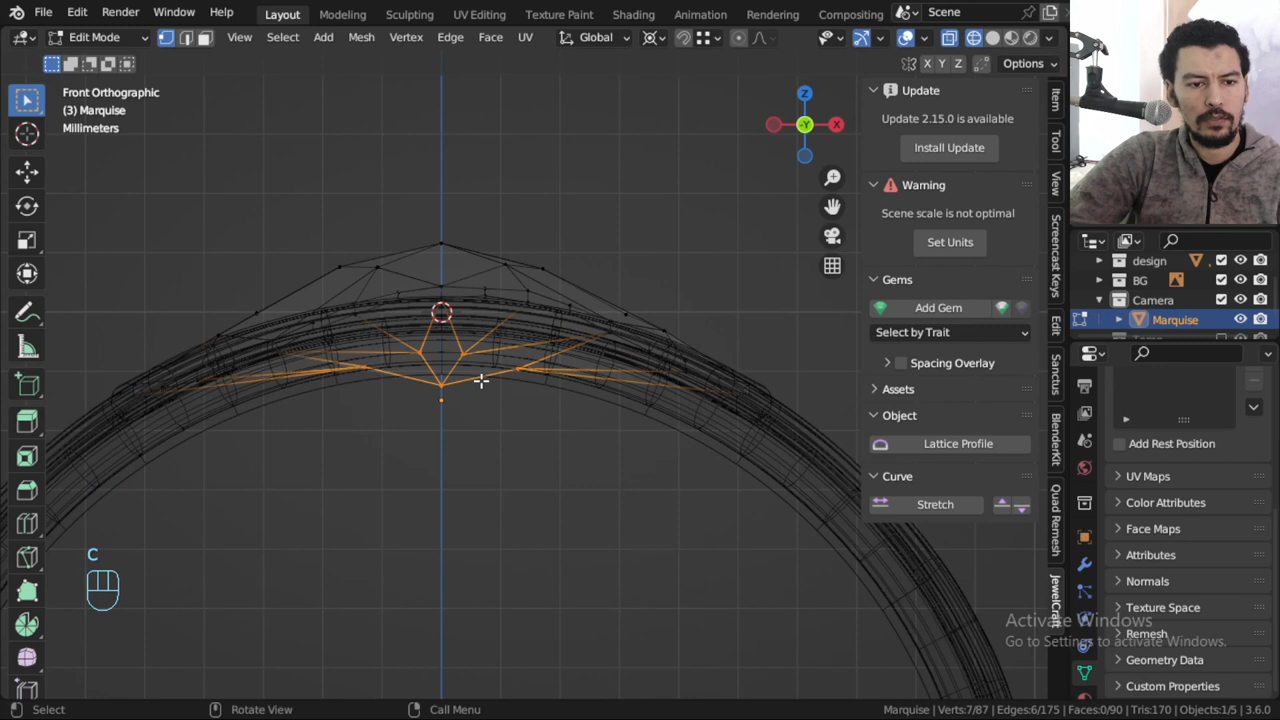 File Edit Render Window Help Layout Modeling Sculpting UV Editing Texture Paint Shading Animation Rendering Compositing Scene
Edit Mode View Select Add Mesh Vertex Edge Face UV Global
X Y Z Options
Front Orthographic
(3) Marquise
Millimeters
Z
-Y
X
Update
Update 2.15.0 is available
Install Update
Warning
Scene scale is not optimal
Set Units
Gems
Add Gem
Select by Trait
Spacing Overlay
Assets
Object
Lattice Profile
Curve
Stretch
Item
Tool
View
Screencast Keys
Edit
Sanctus
BlenderKit
Quad Remesh
JewelCraft
design
BG
Camera
Marquise
Add Rest Position
UV Maps
Color Attributes
Face Maps
Attributes
Normals
Texture Space
Remesh
Geometry Data
Custom Properties
C
Activate Windows
Go to Settings to activate Windows.
Select Rotate View Call Menu Marquise | Verts:7/87 | Edges:6/175 | Faces:0/90 | Tris:170 | Objects:1/5 | 3.6.0